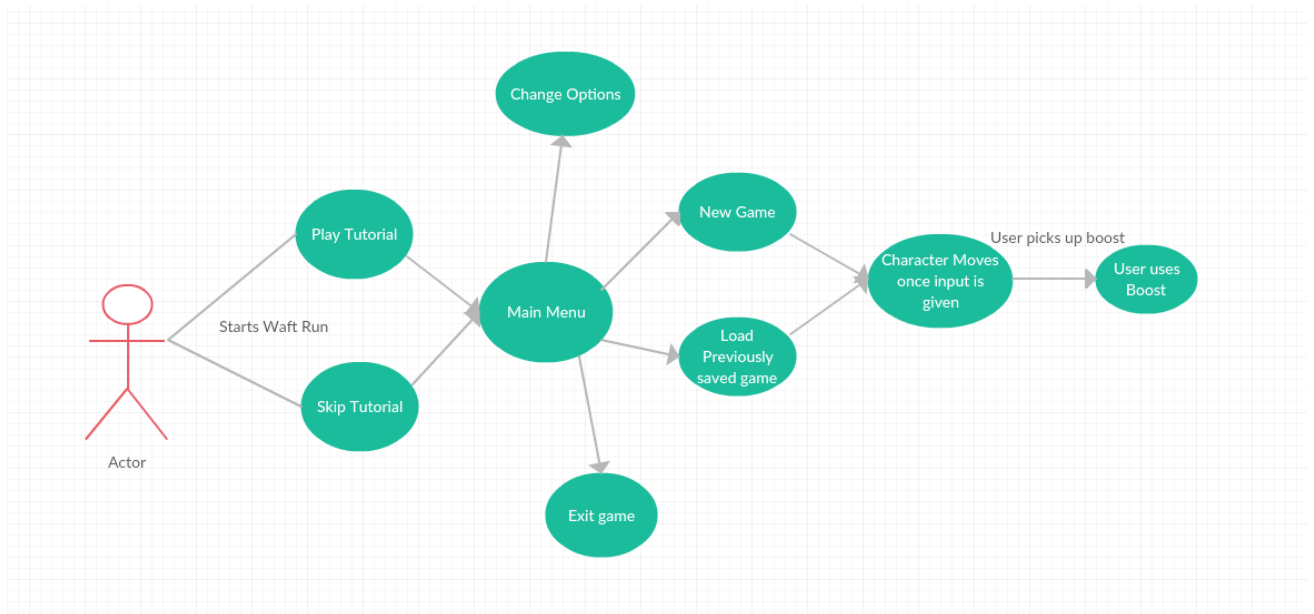 Change Options
Play Tutorial
New Game
User picks up boost
Character Moves
once input is
given
User uses
Boost
Starts Waft Run
Main Menu
Load
Previously
saved game
Skip Tutorial
Actor
Exit game